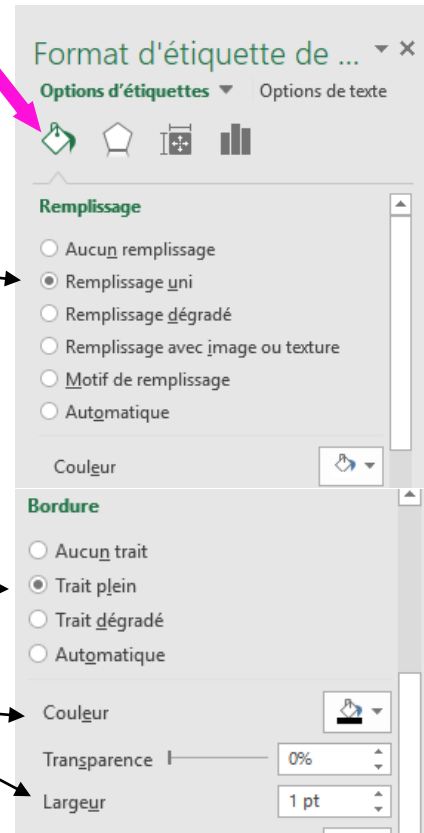 Format d'étiquette de ...
Options d'étiquettes Options de texte
Remplissage
Aucun remplissage
Remplissage uni
Remplissage dégradé
Remplissage avec image ou texture
Motif de remplissage
Automatique
Couleur
Bordure
Aucun trait
Trait plein
Trait dégradé
Automatique
Couleur
Transparence 0%
Largeur 1 pt